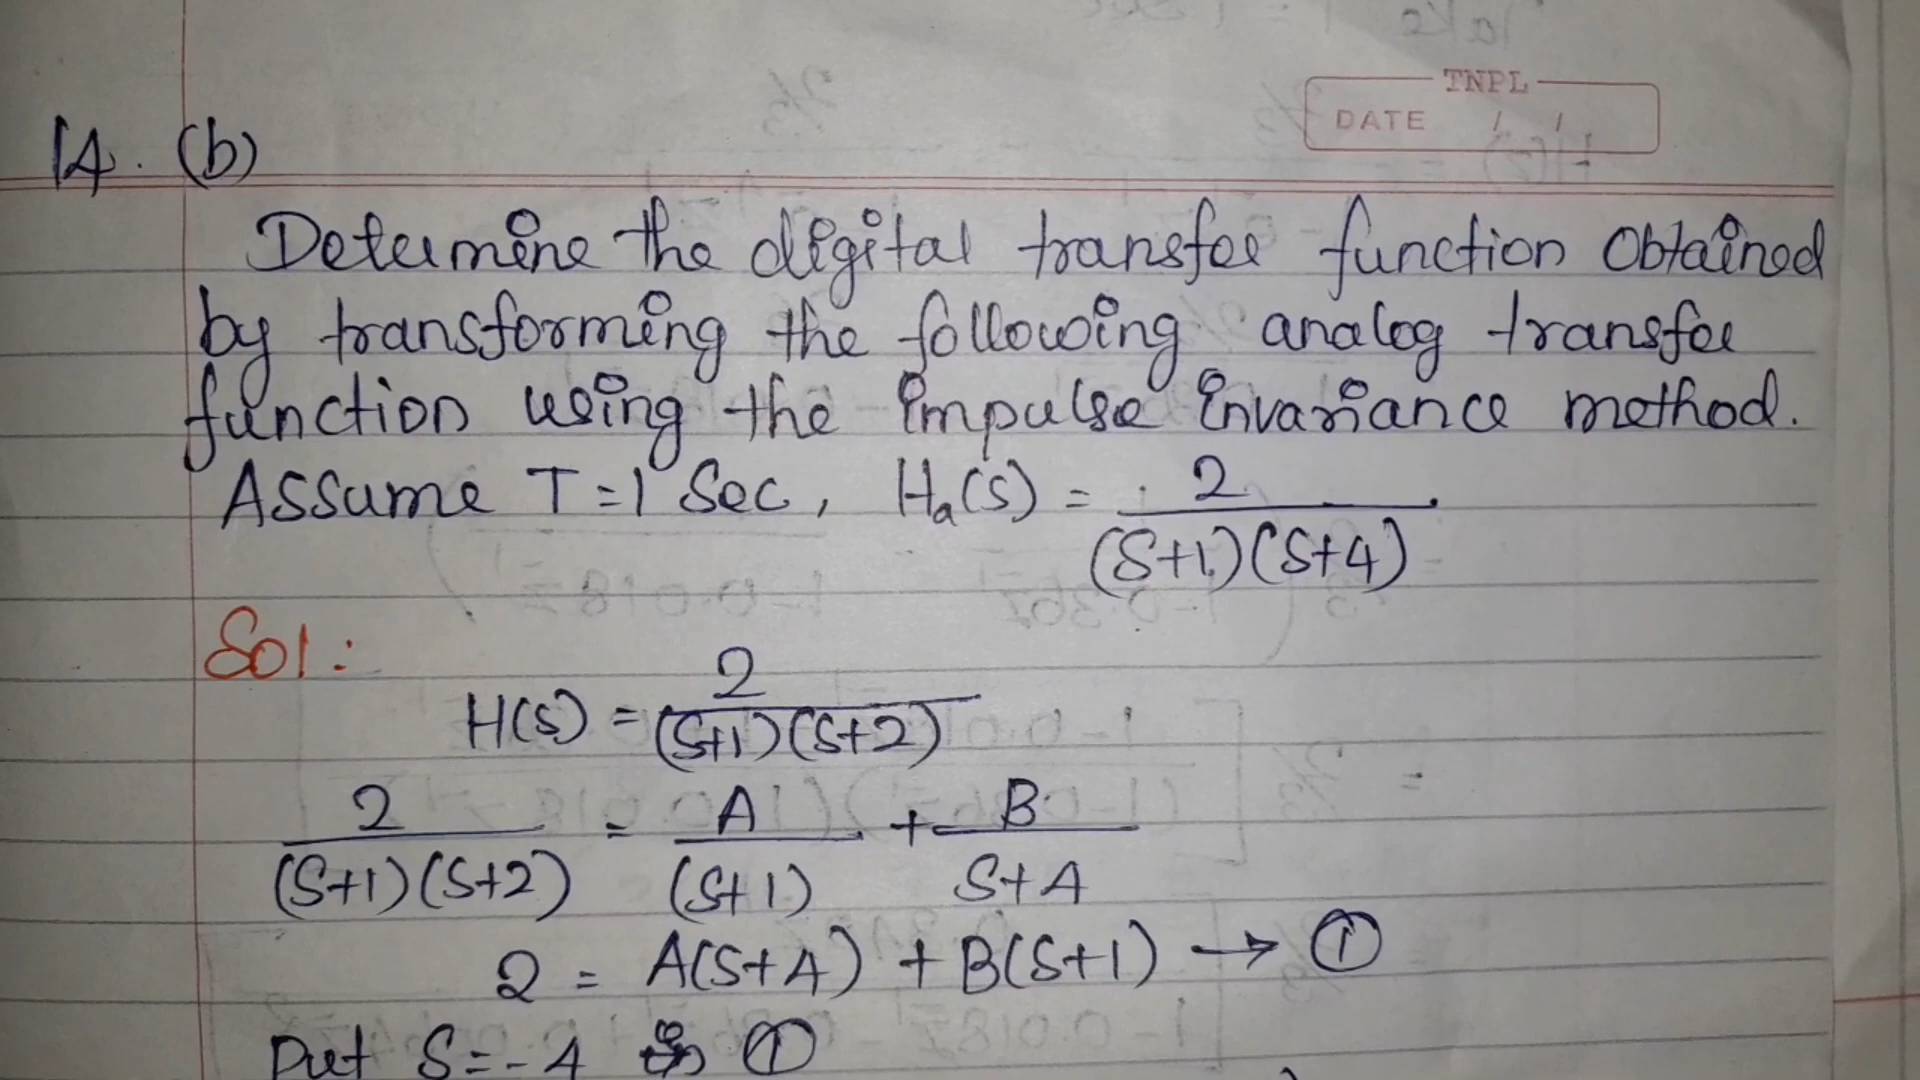 TNPL
DATE / /
14. (b)
Determine the digital transfer function obtained
by transforming the following analog transfer
function using the impulse invariance method.
Assume T=1 Sec, Ha(S) = 2 / (S+1)(S+4)
Sol:
H(S) = 2 / (S+1)(S+2)
2 / (S+1)(S+2) = A / (S+1) + B / S+4
2 = A(S+4) + B(S+1) → ①
Put S=-4 in ①